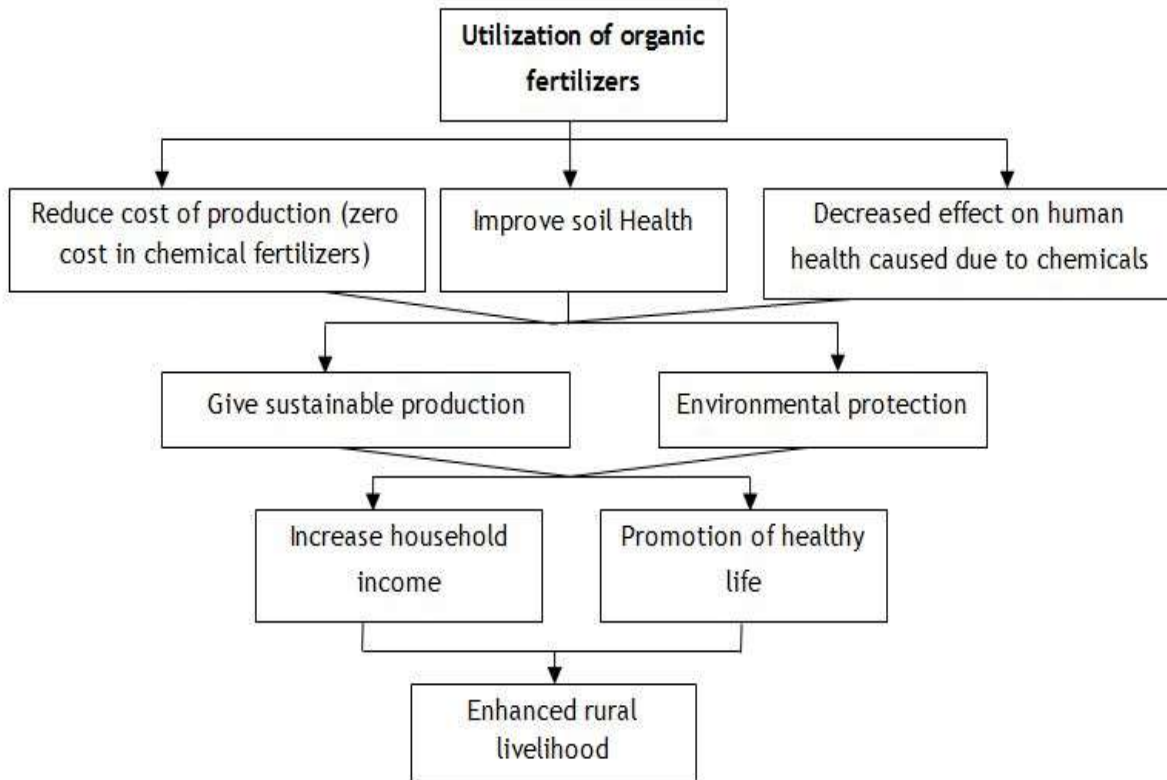 Utilization of organic
fertilizers
Reduce cost of production (zero
cost in chemical fertilizers)
Improve soil Health
Decreased effect on human
health caused due to chemicals
Give sustainable production
Environmental protection
Increase household
income
Promotion of healthy
life
Enhanced rural
livelihood